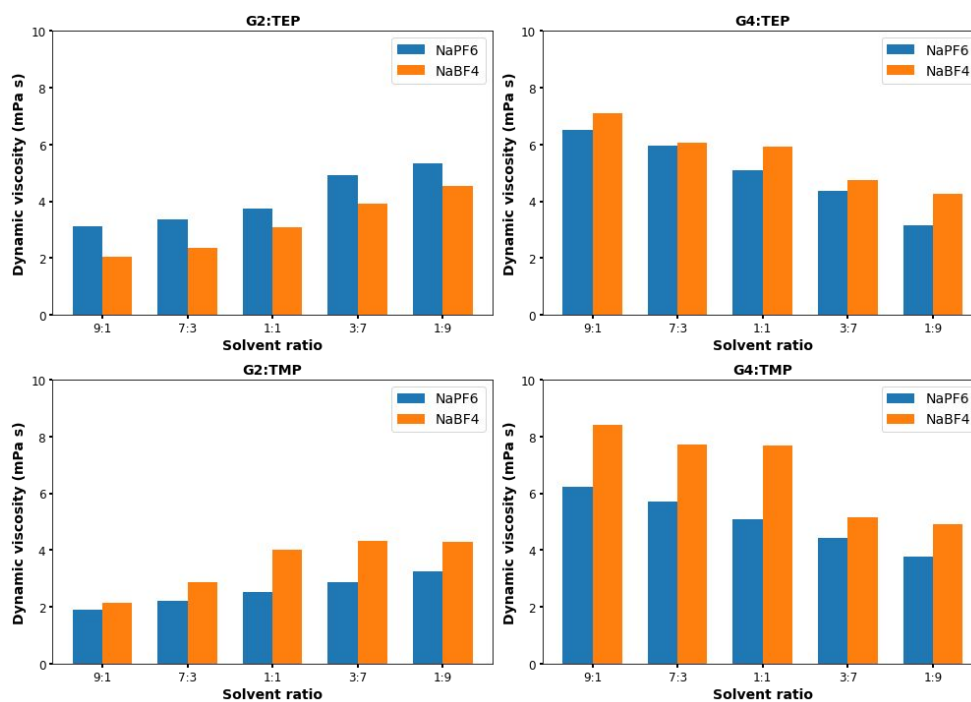 G2:TEP
Dynamic viscosity (mPa s)
10
8
6
4
2
0
NaPF6
NaBF4
9:1 7:3 1:1 3:7 1:9
Solvent ratio
G4:TEP
Dynamic viscosity (mPa s)
10
8
6
4
2
0
NaPF6
NaBF4
9:1 7:3 1:1 3:7 1:9
Solvent ratio
G2:TMP
Dynamic viscosity (mPa s)
10
8
6
4
2
0
NaPF6
NaBF4
9:1 7:3 1:1 3:7 1:9
Solvent ratio
G4:TMP
Dynamic viscosity (mPa s)
10
8
6
4
2
0
NaPF6
NaBF4
9:1 7:3 1:1 3:7 1:9
Solvent ratio